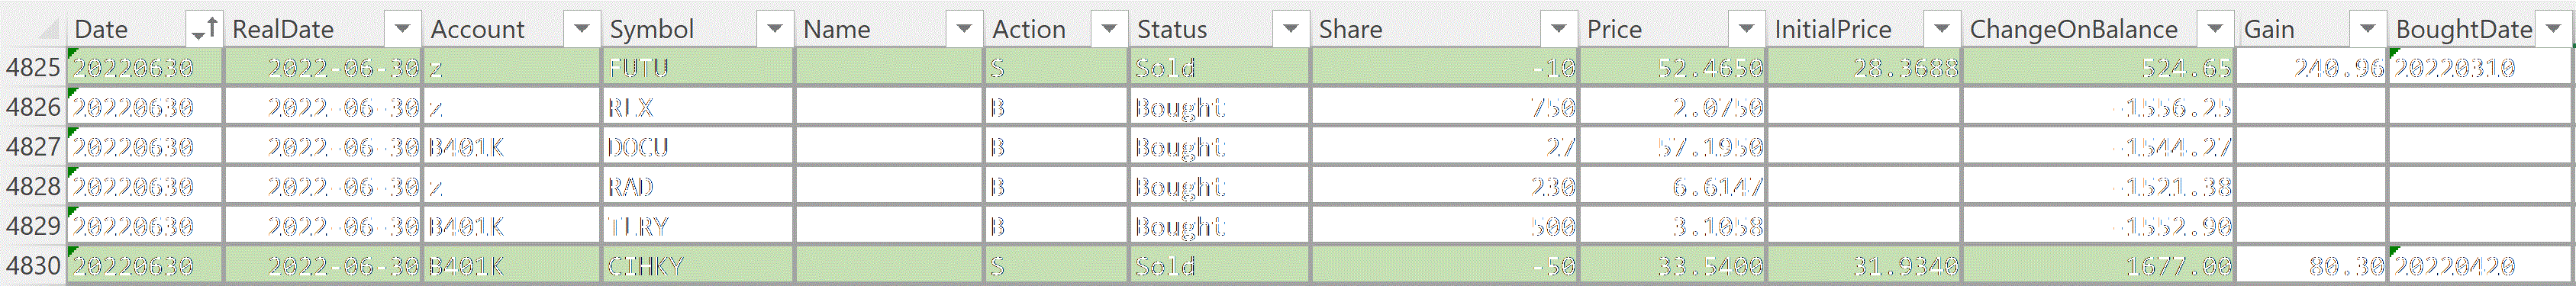 Date RealDate Account Symbol Name Action Status Share Price InitialPrice ChangeOnBalance Gain BoughtDate
4825 20220630 2022-06-30 z FUTU S Sold -10 52.4650 28.3688 524.65 240.96 20220310
4826 20220630 2022-06-30 z RLX B Bought 750 2.0750 -1556.25
4827 20220630 2022-06-30 B401K DOCU B Bought 27 57.1950 -1544.27
4828 20220630 2022-06-30 z RAD B Bought 230 6.6147 -1521.38
4829 20220630 2022-06-30 B401K TLRY B Bought 500 3.1058 -1552.90
4830 20220630 2022-06-30 B401K CIHKY S Sold -50 33.5400 31.9340 1677.00 80.30 20220420